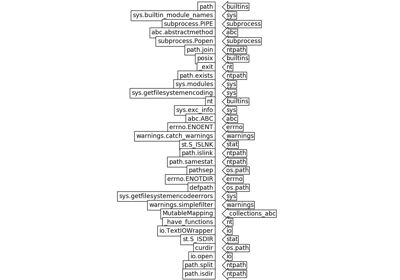 path builtins
sys.builtin_module_names sys
subprocess.PIPE subprocess
abc.abstractmethod abc
subprocess.Popen subprocess
path.join ntpath
posix builtins
_exit nt
path.exists ntpath
sys.modules sys
sys.getfilesystemencoding sys
nt builtins
sys.exc_info sys
abc.ABC abc
errno.ENOENT errno
warnings.catch_warnings warnings
st.S_ISLNK stat
path.islink ntpath
path.samestat ntpath
pathsep os.path
errno.ENOTDIR errno
defpath os.path
sys.getfilesystemencodeerrors sys
warnings.simplefilter warnings
MutableMapping _collections_abc
_have_functions nt
io.TextIOWrapper io
st.S_ISDIR stat
curdir os.path
io.open io
path.split ntpath
path.isdir ntpath